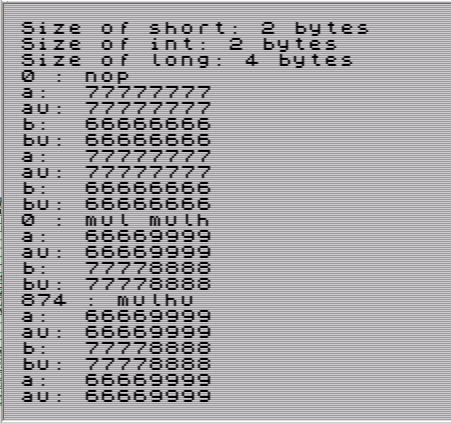 Size of short: 2 bytes
Size of int: 2 bytes
Size of long: 4 bytes
0 : nop
a:  77777777
au: 77777777
b:  66666666
bu: 66666666
a:  77777777
au: 77777777
b:  66666666
bu: 66666666
0 : mul mulh
a:  66669999
au: 66669999
b:  77778888
bu: 77778888
874 : mulhu
a:  66669999
au: 66669999
b:  77778888
bu: 77778888
a:  66669999
au: 66669999